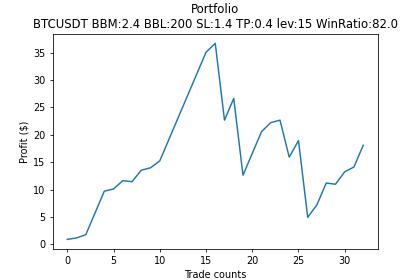 Portfolio
BTCUSDT BBM:2.4 BBL:200 SL:1.4 TP:0.4 lev:15 WinRatio:82.0
35
30
25
20
15
10
5
0
Profit ($)
0 5 10 15 20 25 30
Trade counts